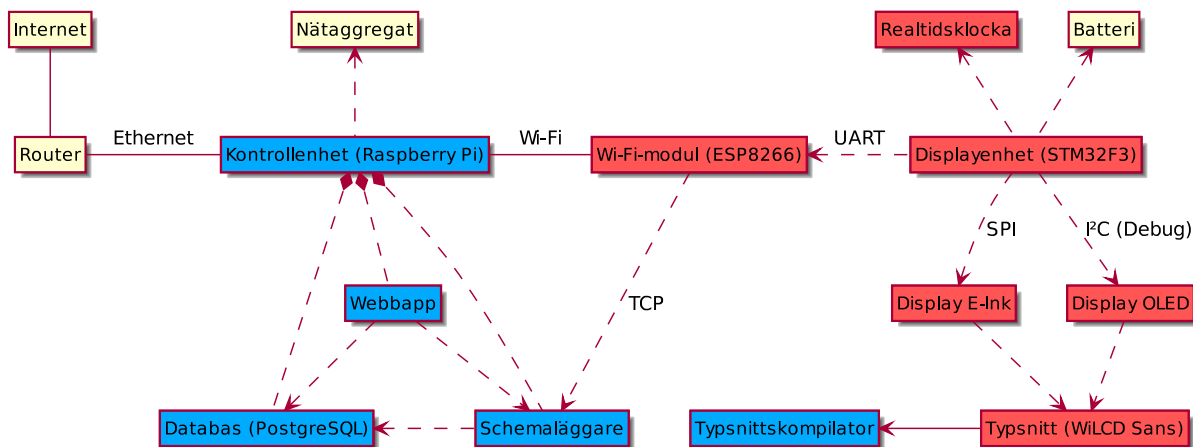 Internet
Nätaggregat
Realtidsklocka
Batteri
Router
Ethernet
Kontrollenhet (Raspberry Pi)
Wi-Fi
Wi-Fi-modul (ESP8266)
UART
Displayenhet (STM32F3)
SPI
I²C (Debug)
Webbapp
TCP
Display E-Ink
Display OLED
Databas (PostgreSQL)
Schemaläggare
Typsnittskompilator
Typsnitt (WiLCD Sans)